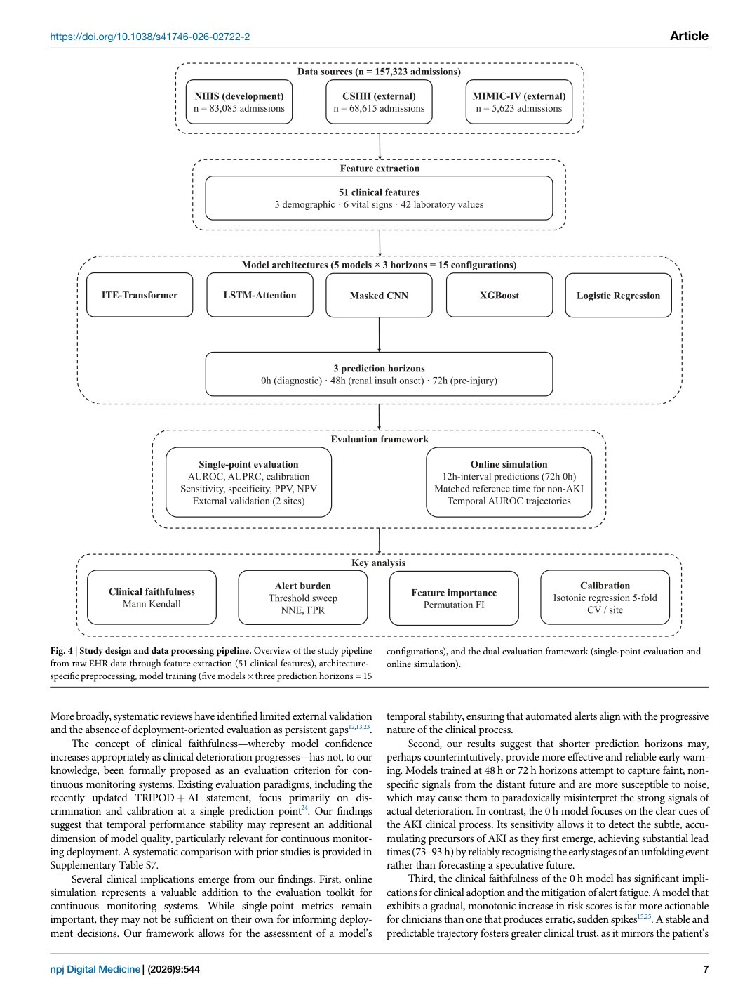 https://doi.org/10.1038/s41746-026-02722-2
Article
Data sources (n = 157,323 admissions)
NHIS (development)
n = 83,085 admissions
CSHH (external)
n = 68,615 admissions
MIMIC-IV (external)
n = 5,623 admissions
Feature extraction
51 clinical features
3 demographic · 6 vital signs · 42 laboratory values
Model architectures (5 models × 3 horizons = 15 configurations)
ITE-Transformer
LSTM-Attention
Masked CNN
XGBoost
Logistic Regression
3 prediction horizons
0h (diagnostic) · 48h (renal insult onset) · 72h (pre-injury)
Evaluation framework
Single-point evaluation
AUROC, AUPRC, calibration
Sensitivity, specificity, PPV, NPV
External validation (2 sites)
Online simulation
12h-interval predictions (72h 0h)
Matched reference time for non-AKI
Temporal AUROC trajectories
Key analysis
Clinical faithfulness
Mann Kendall
Alert burden
Threshold sweep
NNE, FPR
Feature importance
Permutation FI
Calibration
Isotonic regression 5-fold
CV / site
Fig. 4 | Study design and data processing pipeline. Overview of the study pipeline
from raw EHR data through feature extraction (51 clinical features), architecture-
specific preprocessing, model training (five models × three prediction horizons = 15
configurations), and the dual evaluation framework (single-point evaluation and
online simulation).
More broadly, systematic reviews have identified limited external validation
and the absence of deployment-oriented evaluation as persistent gaps12,13,23.
The concept of clinical faithfulness—whereby model confidence
increases appropriately as clinical deterioration progresses—has not, to our
knowledge, been formally proposed as an evaluation criterion for con-
tinuous monitoring systems. Existing evaluation paradigms, including the
recently updated TRIPOD + AI statement, focus primarily on dis-
crimination and calibration at a single prediction point24. Our findings
suggest that temporal performance stability may represent an additional
dimension of model quality, particularly relevant for continuous monitor-
ing deployment. A systematic comparison with prior studies is provided in
Supplementary Table S7.
Several clinical implications emerge from our findings. First, online
simulation represents a valuable addition to the evaluation toolkit for
continuous monitoring systems. While single-point metrics remain
important, they may not be sufficient on their own for informing deploy-
ment decisions. Our framework allows for the assessment of a model's
temporal stability, ensuring that automated alerts align with the progressive
nature of the clinical process.
Second, our results suggest that shorter prediction horizons may,
perhaps counterintuitively, provide more effective and reliable early warn-
ing. Models trained at 48 h or 72 h horizons attempt to capture faint, non-
specific signals from the distant future and are more susceptible to noise,
which may cause them to paradoxically misinterpret the strong signals of
actual deterioration. In contrast, the 0 h model focuses on the clear cues of
the AKI clinical process. Its sensitivity allows it to detect the subtle, accu-
mulating precursors of AKI as they first emerge, achieving substantial lead
times (73–93 h) by reliably recognising the early stages of an unfolding event
rather than forecasting a speculative future.
Third, the clinical faithfulness of the 0 h model has significant impli-
cations for clinical adoption and the mitigation of alert fatigue. A model that
exhibits a gradual, monotonic increase in risk scores is far more actionable
for clinicians than one that produces erratic, sudden spikes15,25. A stable and
predictable trajectory fosters greater clinical trust, as it mirrors the patient's
npj Digital Medicine | (2026)9:544
7